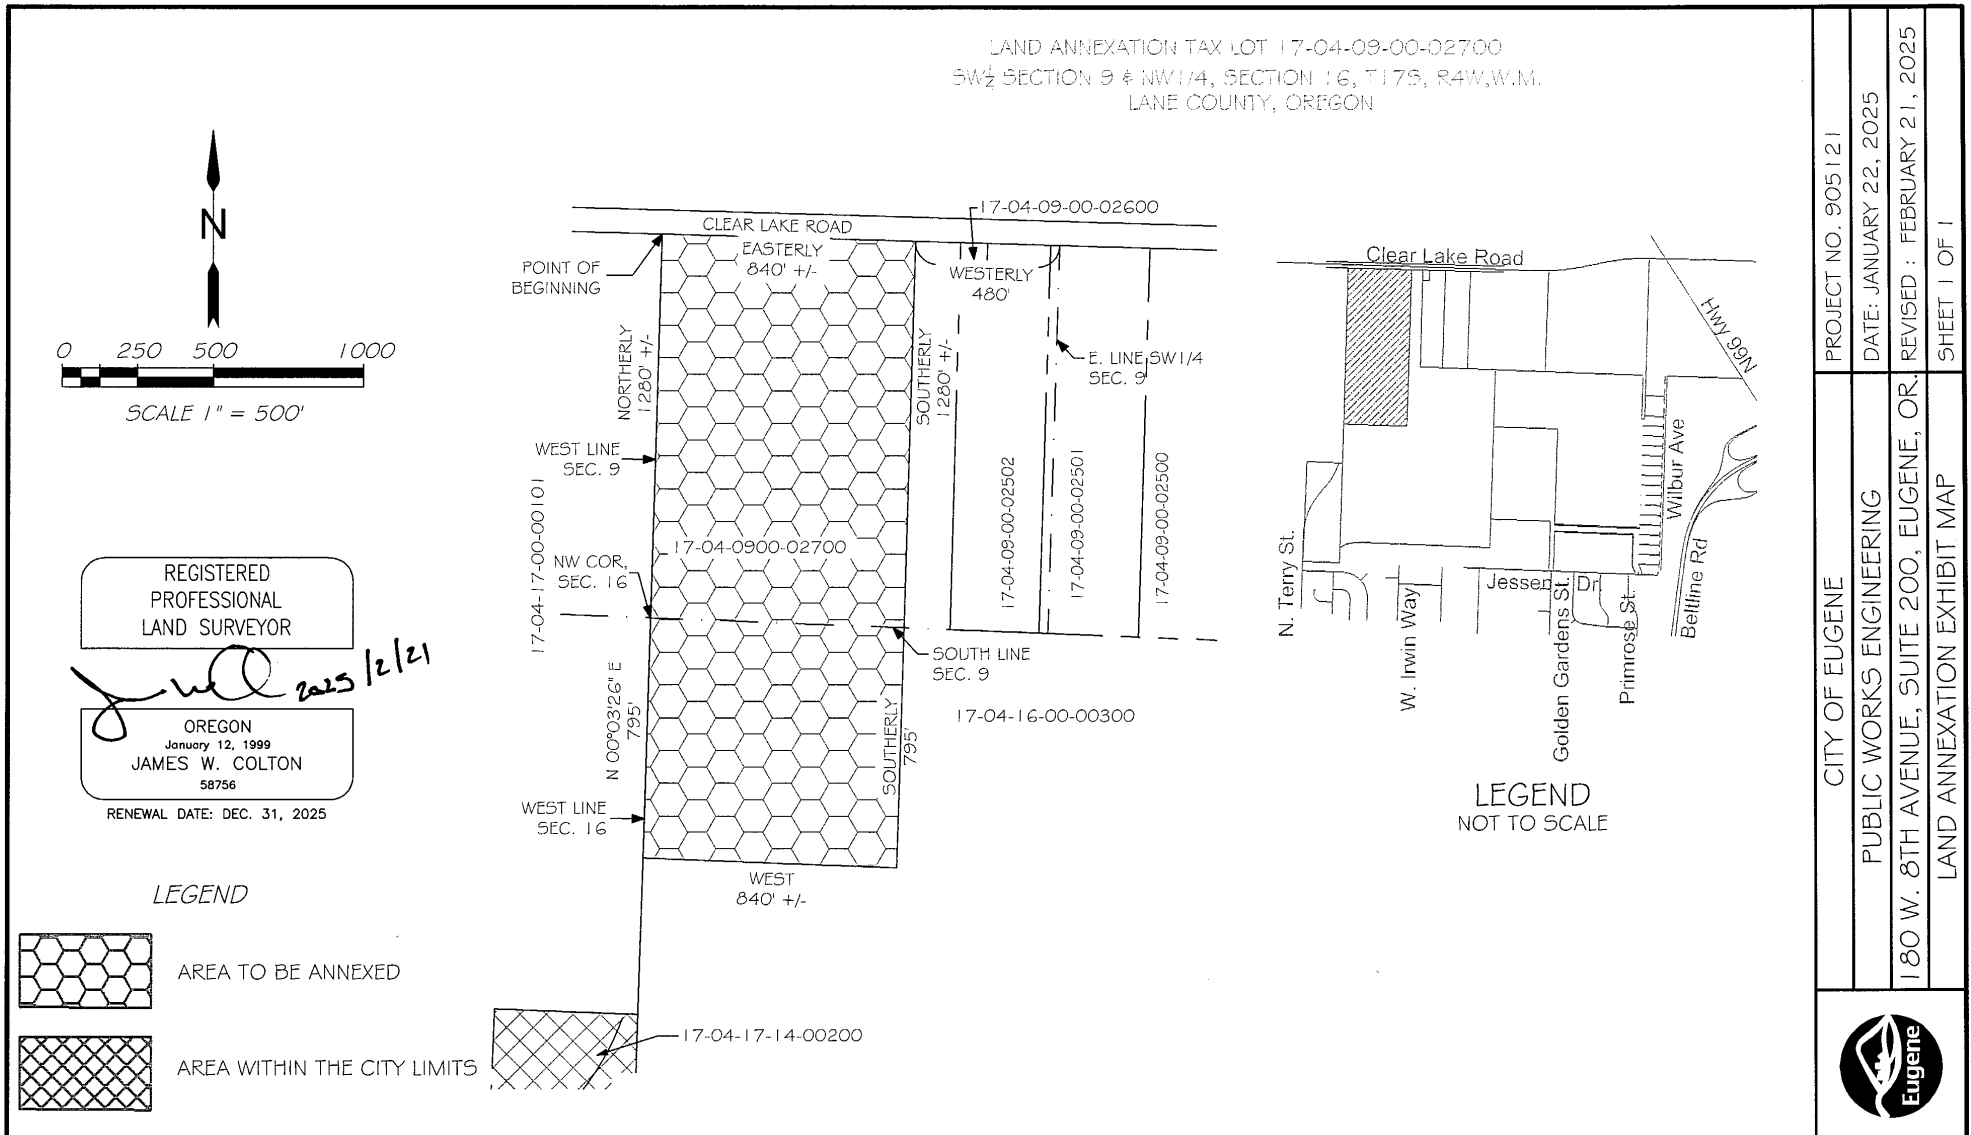 LAND ANNEXATION TAX LOT 17-04-09-00-02700
SW¼ SECTION 9 & NW1/4, SECTION 16, T17S, R4W,W.M.
LANE COUNTY, OREGON
N
0 250 500 1000
SCALE 1" = 500'
REGISTERED
PROFESSIONAL
LAND SURVEYOR
2025/2/21
OREGON
January 12, 1999
JAMES W. COLTON
58756
RENEWAL DATE: DEC. 31, 2025
LEGEND
AREA TO BE ANNEXED
AREA WITHIN THE CITY LIMITS
17-04-09-00-02600
CLEAR LAKE ROAD
EASTERLY
840' +/-
POINT OF
BEGINNING
WESTERLY
480'
NORTHERLY
1280' +/-
SOUTHERLY
1280' +/-
E. LINE SW1/4
SEC. 9
WEST LINE
SEC. 9
17-04-17-00-00101
17-04-0900-02700
NW COR,
SEC. 16
17-04-09-00-02502
17-04-09-00-02501
17-04-09-00-02500
SOUTH LINE
SEC. 9
N 00°03'26" E
795'
SOUTHERLY
795'
17-04-16-00-00300
WEST LINE
SEC. 16
WEST
840' +/-
17-04-17-14-00200
Clear Lake Road
Hwy 99N
Wilbur Ave
Beltline Rd
N. Terry St.
W. Irwin Way
Jessen Dr
Golden Gardens St.
Primrose St.
LEGEND
NOT TO SCALE
PROJECT NO. 905121
DATE: JANUARY 22, 2025
REVISED : FEBRUARY 21, 2025
SHEET 1 OF 1
CITY OF EUGENE
PUBLIC WORKS ENGINEERING
180 W. 8TH AVENUE, SUITE 200, EUGENE, OR.
LAND ANNEXATION EXHIBIT MAP
Eugene